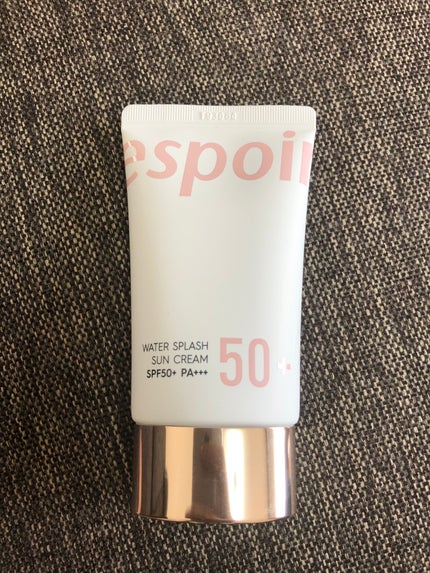 espoir
WATER SPLASH
SUN CREAM
SPF50+ PA+++
50+